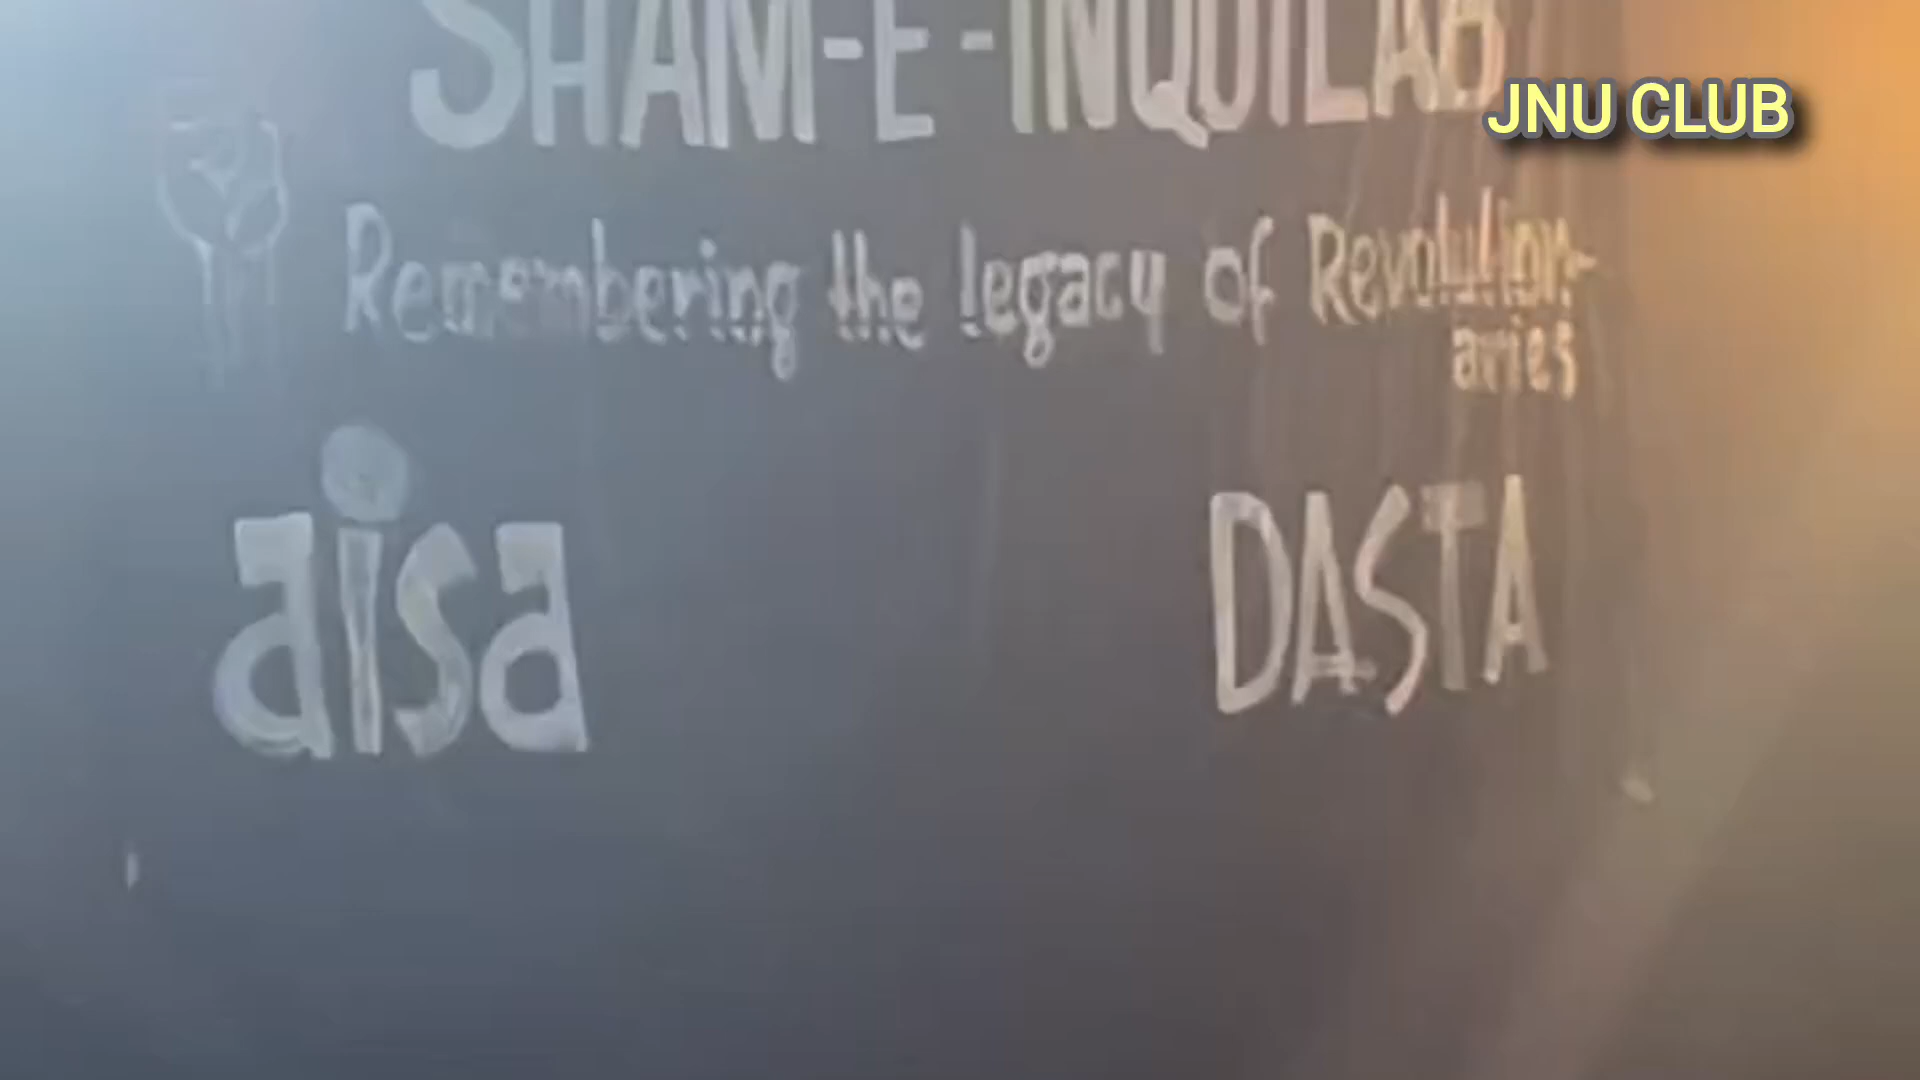 SHAM-E-INQUILAB
JNU CLUB
Remembering the legacy of Revolution-
aries
aisa
DASTA